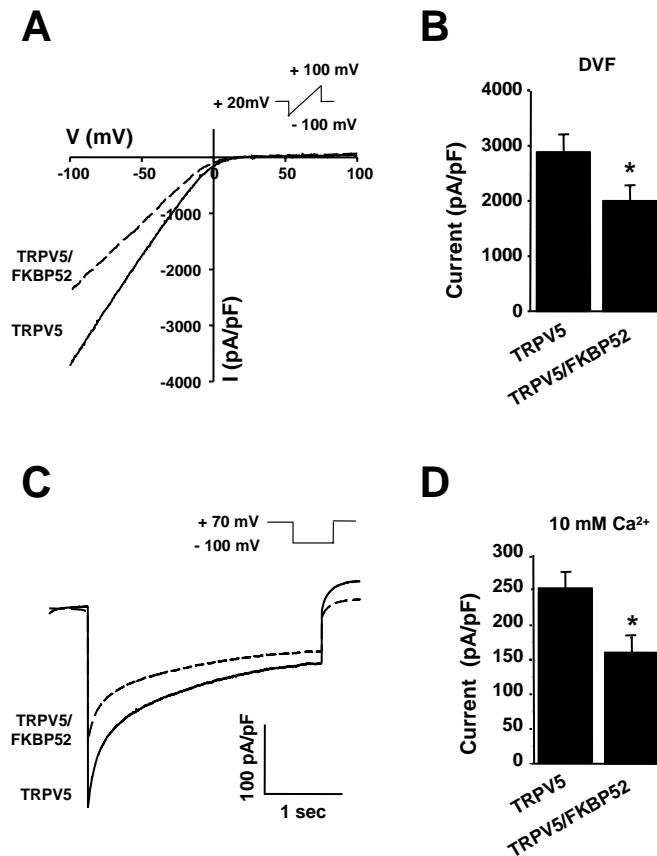 A
+ 100 mV
+ 20mV
- 100 mV
V (mV)
-100
-50
0
50
100
-1000
-2000
-3000
-4000
I (pA/pF)
TRPV5/
FKBP52
TRPV5
B
DVF
4000
3000
2000
1000
0
Current (pA/pF)
*
TRPV5
TRPV5/FKBP52
C
+ 70 mV
- 100 mV
TRPV5/
FKBP52
TRPV5
100 pA/pF
1 sec
D
10 mM Ca²⁺
300
250
200
150
100
50
0
Current (pA/pF)
*
TRPV5
TRPV5/FKBP52